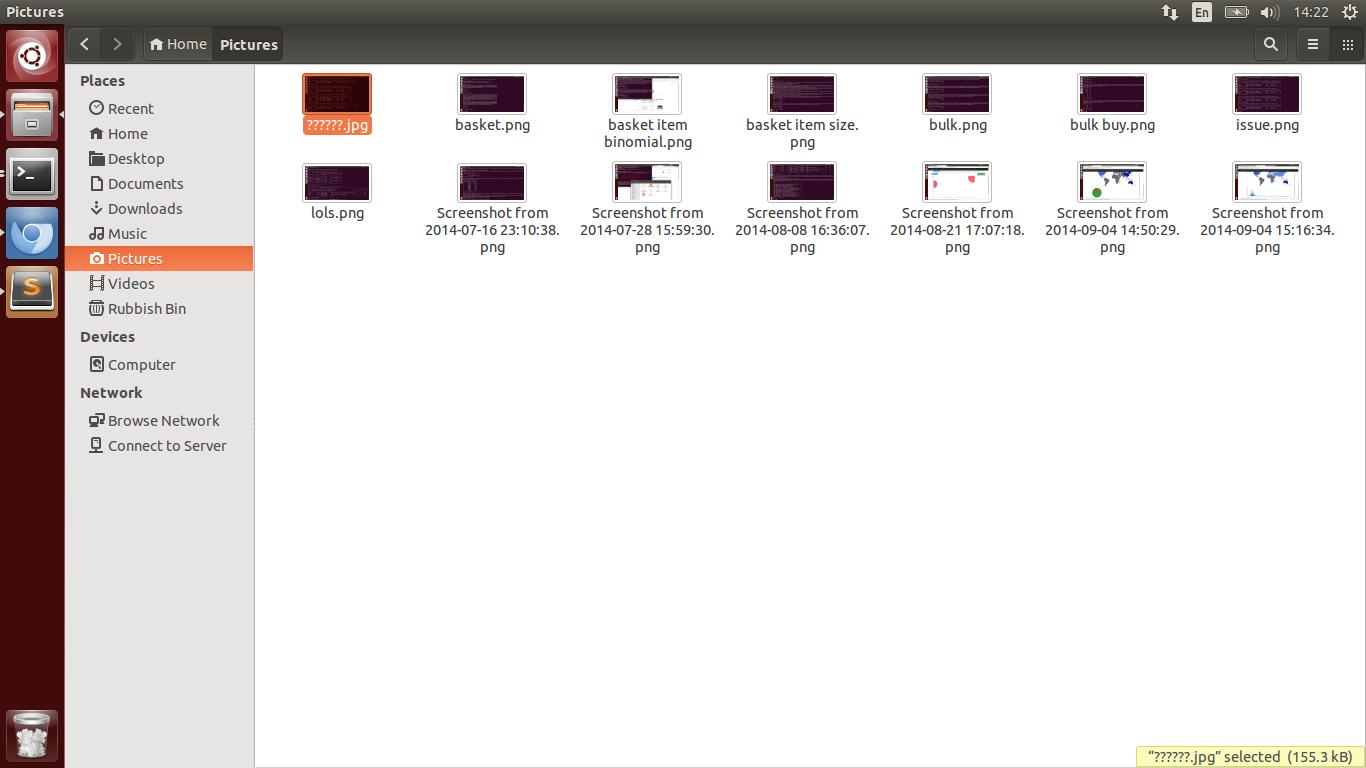 Pictures
En
14:22
Home
Pictures
Places
Recent
Home
Desktop
Documents
Downloads
Music
Pictures
Videos
Rubbish Bin
Devices
Computer
Network
Browse Network
Connect to Server
??????.jpg
basket.png
basket item
binomial.png
basket item size.
png
bulk.png
bulk buy.png
issue.png
lols.png
Screenshot from
2014-07-16 23:10:38.
png
Screenshot from
2014-07-28 15:59:30.
png
Screenshot from
2014-08-08 16:36:07.
png
Screenshot from
2014-08-21 17:07:18.
png
Screenshot from
2014-09-04 14:50:29.
png
Screenshot from
2014-09-04 15:16:34.
png
“??????.jpg” selected (155.3 kB)